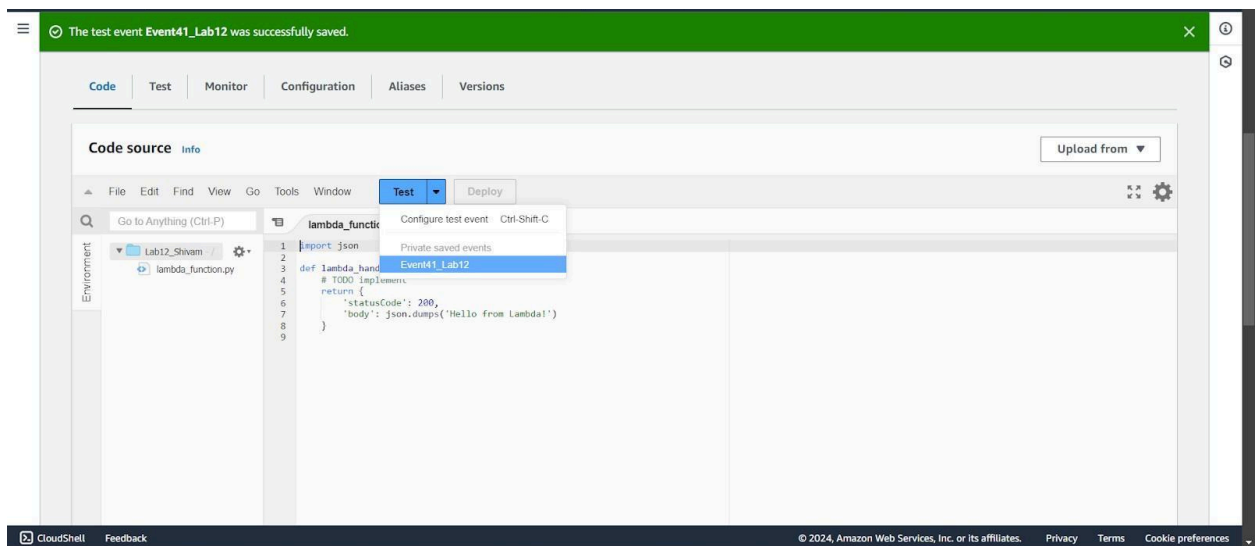 The test event Event41_Lab12 was successfully saved.
Code Test Monitor Configuration Aliases Versions
Code source Info
Upload from
File Edit Find View Go Tools Window Test Deploy
Go to Anything (Ctrl-P)
lambda_functio
Configure test event Ctrl-Shift-C
Environment
Lab12_Shivam /
lambda_function.py
Private saved events
Event41_Lab12
1 import json
2
3 def lambda_hand
4 # TODO implement
5 return {
6 'statusCode': 200,
7 'body': json.dumps('Hello from Lambda!')
8 }
9
CloudShell Feedback
© 2024, Amazon Web Services, Inc. or its affiliates. Privacy Terms Cookie preferences